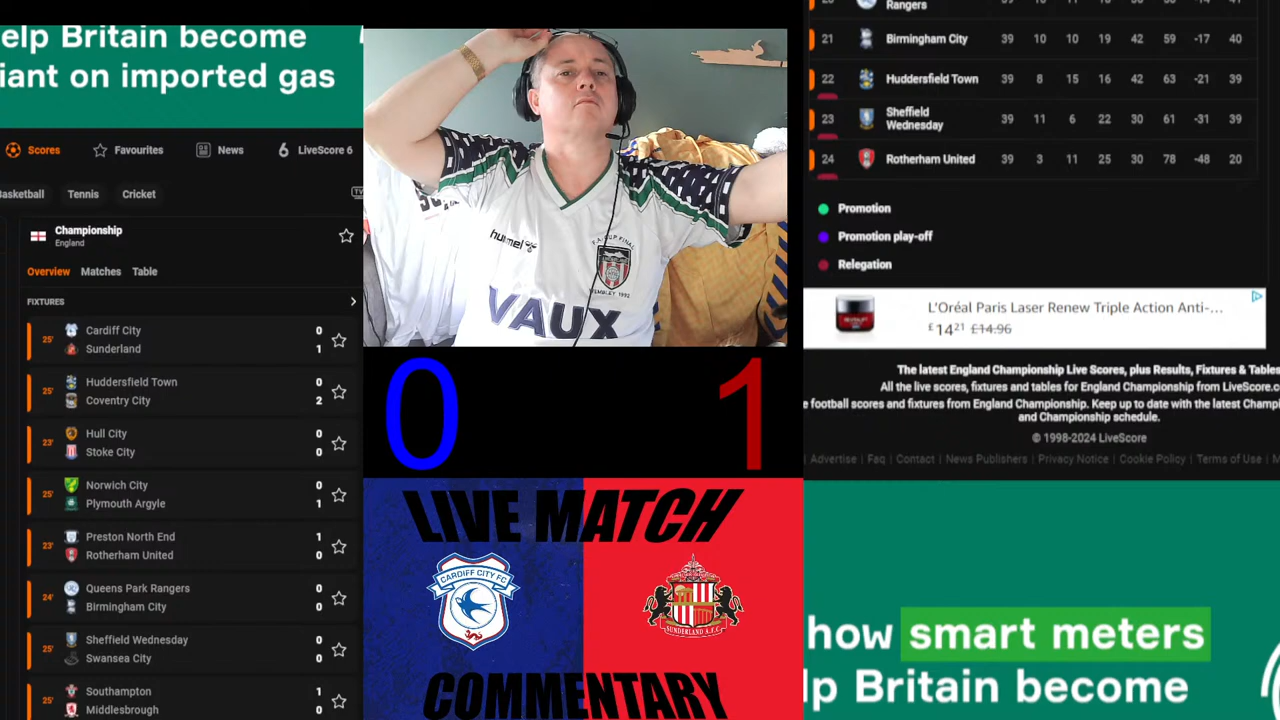 elp Britain become
iant on imported gas
Scores
Favourites
News
6 LiveScore 6
Basketball
Tennis
Cricket
TV
Championship
England
Overview Matches Table
FIXTURES
25'
Cardiff City 0
Sunderland 1
25'
Huddersfield Town 0
Coventry City 2
23'
Hull City 0
Stoke City 0
25'
Norwich City 0
Plymouth Argyle 1
23'
Preston North End 1
Rotherham United 0
24'
Queens Park Rangers 0
Birmingham City 0
25'
Sheffield Wednesday 0
Swansea City 0
25'
Southampton 1
Middlesbrough 0
hummel
F.A. CUP FINAL
WEMBLEY 1992
VAUX
0 1
LIVE MATCH
CARDIFF CITY FC
SUNDERLAND A.F.C
COMMENTARY
Rangers
21 Birmingham City 39 10 10 19 42 59 -17 40
22 Huddersfield Town 39 8 15 16 42 63 -21 39
23 Sheffield Wednesday 39 11 6 22 30 61 -31 39
24 Rotherham United 39 3 11 25 30 78 -48 20
Promotion
Promotion play-off
Relegation
L'Oréal Paris Laser Renew Triple Action Anti-...
£14.21 £14.96
The latest England Championship Live Scores, plus Results, Fixtures & Tables
All the live scores, fixtures and tables for England Championship from LiveScore.c
e football scores and fixtures from England Championship. Keep up to date with the latest Champi
and Championship schedule.
© 1998-2024 LiveScore
Advertise Faq Contact News Publishers Privacy Notice Cookie Policy Terms of Use
how smart meters
lp Britain become